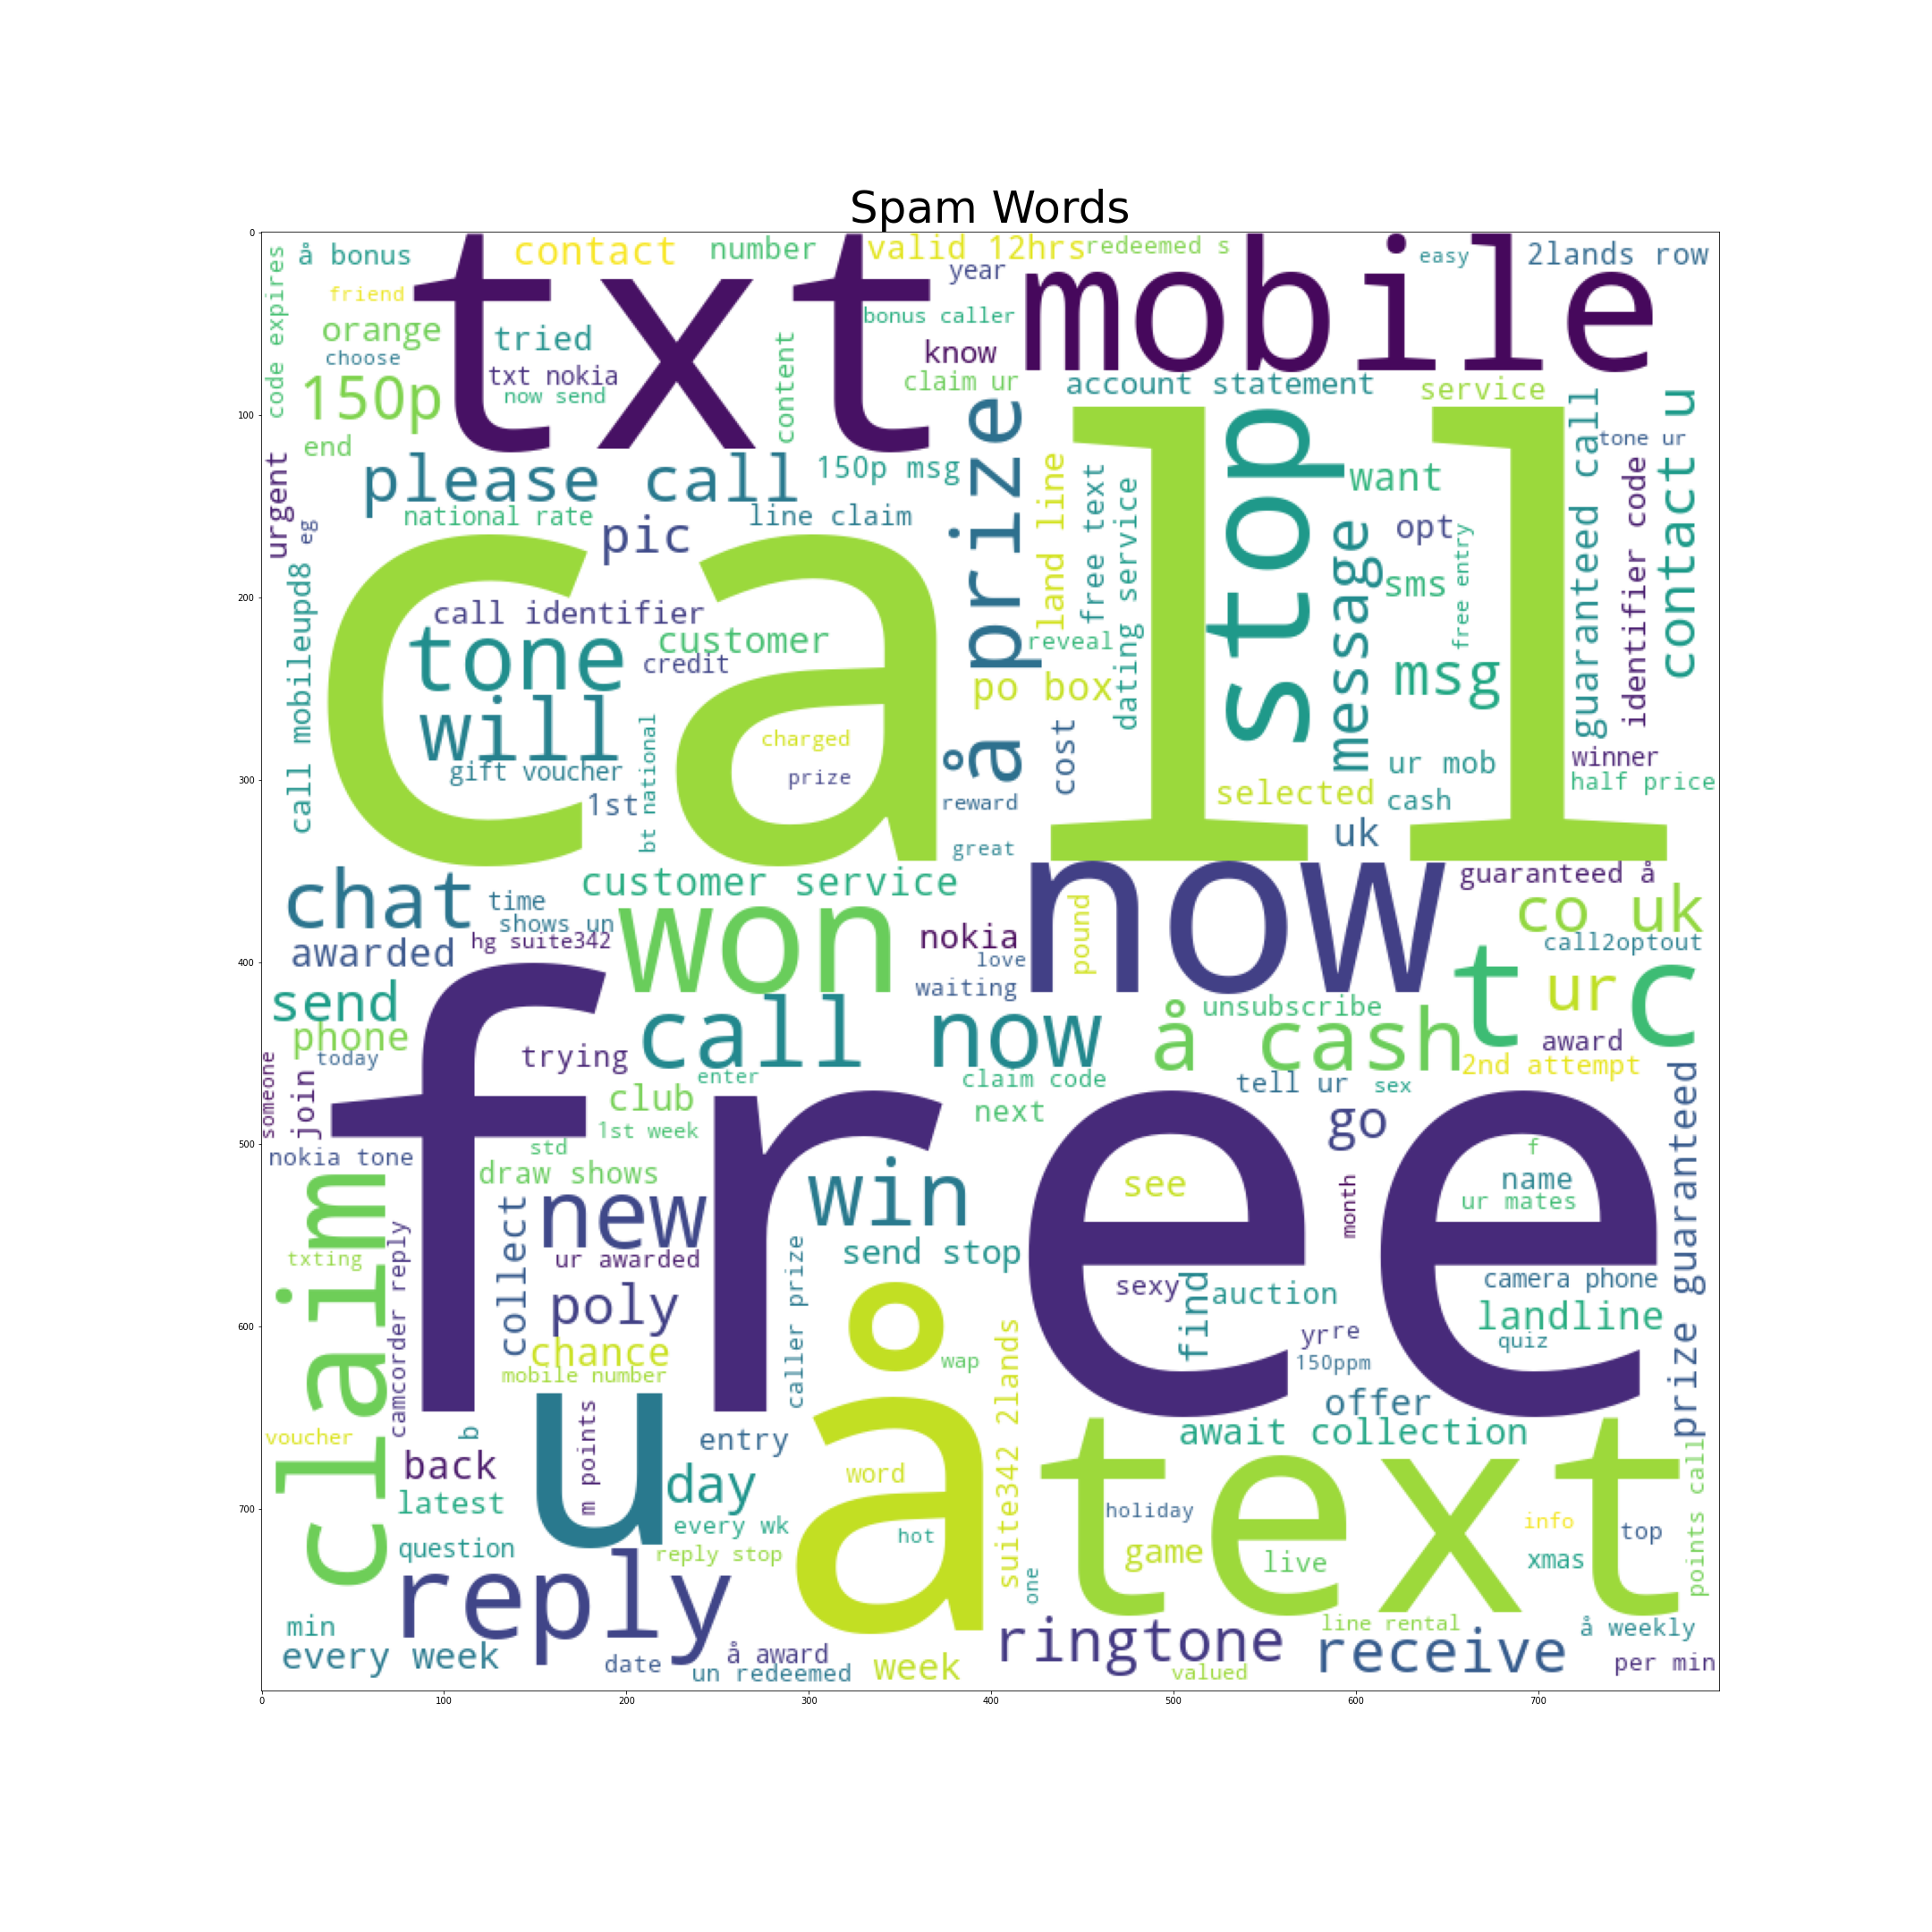 Spam Words
0
100
200
300
400
500
600
700
0
100
200
300
400
500
600
700
code expires
å bonus
contact
number
valid 12hrs
redeemed s
easy
2lands row
friend
txt
year
mobile
orange
tried
bonus caller
choose
txt nokia
content
know
150p
now send
claim ur
account statement
service
end
prize
stop
guaranteed call
contact u
tone ur
urgent
please call
150p msg
land line
free text
want
identifier code
eg
national rate
pic
line claim
dating service
message
opt
free entry
call mobileupd8
call
call identifier
sms
tone
customer
credit
reveal
msg
will
po box
å prize
charged
cost
ur mob
winner
gift voucher
prize
half price
1st
bt national
reward
selected
cash
great
uk
chat
time
customer service
now
guaranteed å
shows un
won
pound
co uk
awarded
hg suite342
nokia
call2optout
love
t c
send
waiting
ur
phone
call now
å cash
unsubscribe
today
trying
award
2nd attempt
someone
join
enter
claim code
tell ur
sex
club
next
go
prize guaranteed
free
1st week
nokia tone
std
f
draw shows
win
see
name
claim
new
month
ur mates
collect
txting
camcorder reply
ur awarded
send stop
caller prize
sexy
find
auction
camera phone
poly
landline
å
yr
re
quiz
chance
wap
150ppm
mobile number
suite342 2lands
offer
voucher
b
u
m points
entry
await collection
back
day
word
text
points call
latest
holiday
info
top
question
every wk
hot
reply stop
game
live
xmas
reply
one
min
ringtone
line rental
å weekly
every week
å award
receive
date
un redeemed
week
valued
per min